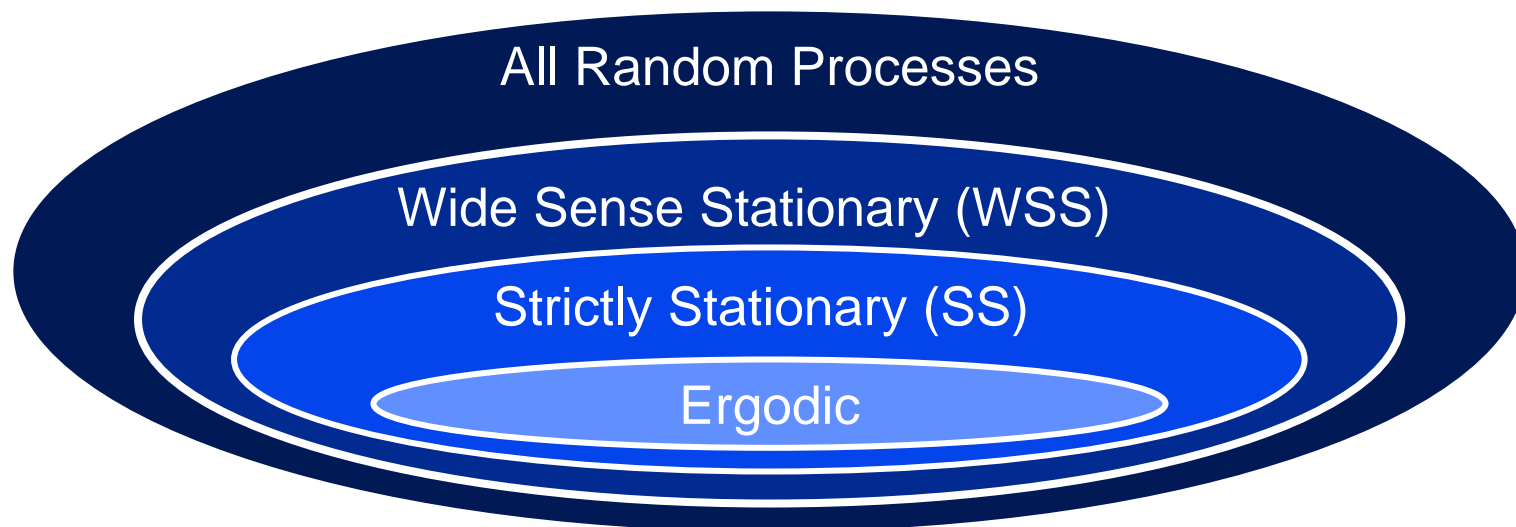 All Random Processes
Wide Sense Stationary (WSS)
Strictly Stationary (SS)
Ergodic